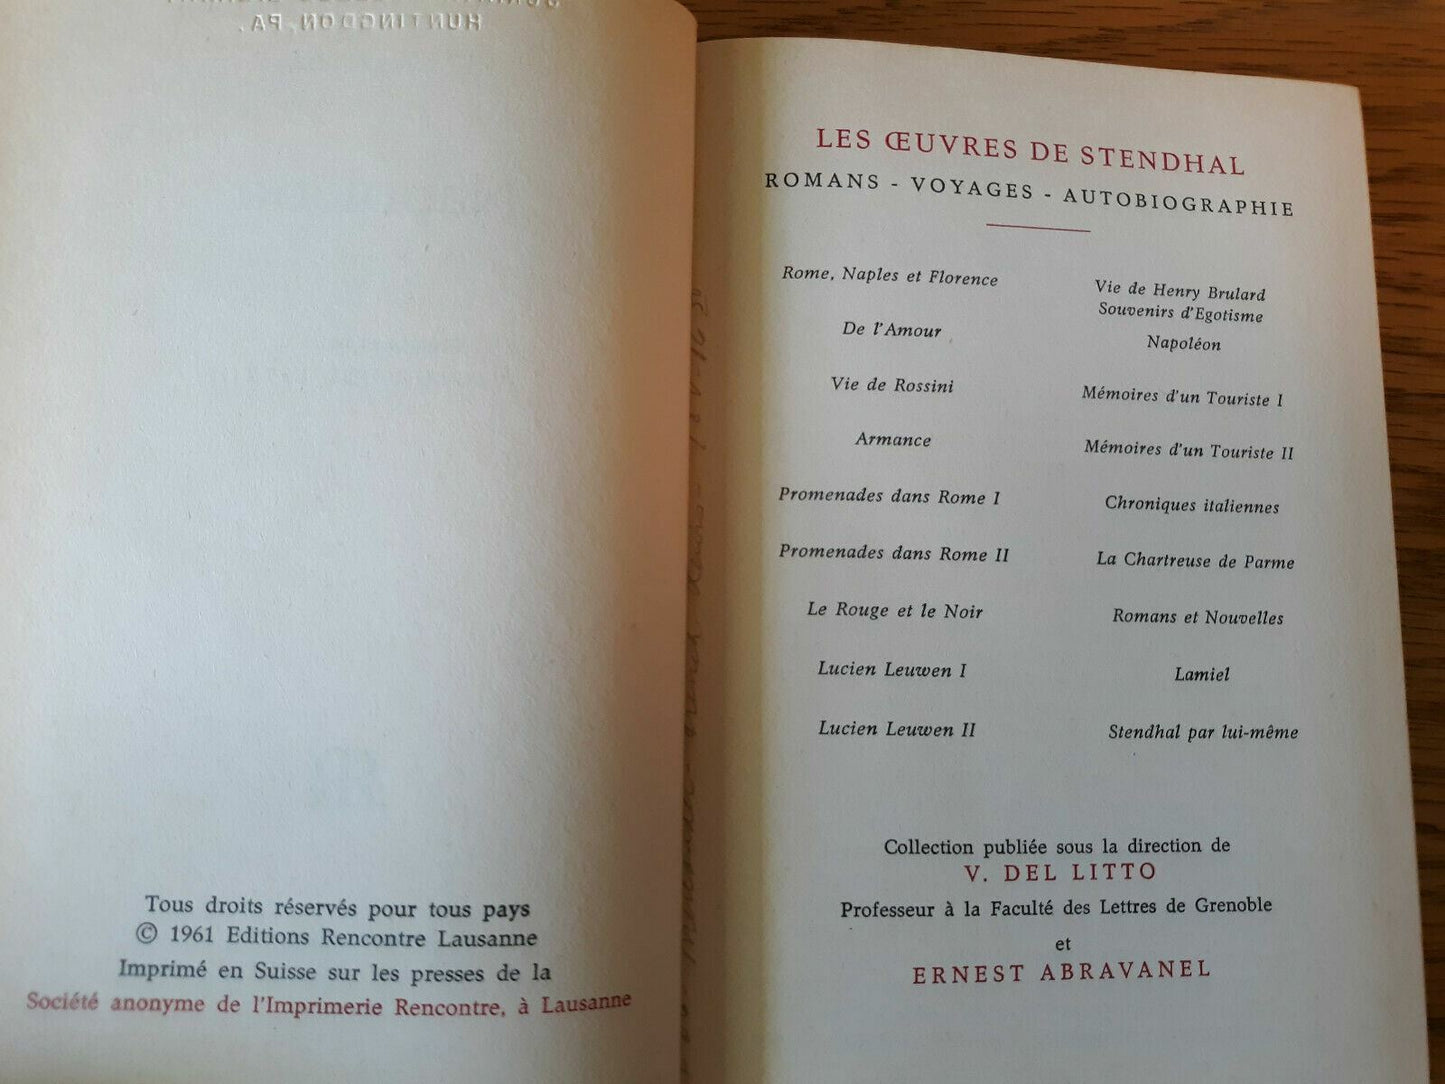 HUNTINGDON, PA.
Tous droits réservés pour tous pays
© 1961 Editions Rencontre Lausanne
Imprimé en Suisse sur les presses de la
Société anonyme de l'Imprimerie Rencontre, à Lausanne
LES ŒUVRES DE STENDHAL
ROMANS - VOYAGES - AUTOBIOGRAPHIE
Rome, Naples et Florence
De l'Amour
Vie de Rossini
Armance
Promenades dans Rome I
Promenades dans Rome II
Le Rouge et le Noir
Lucien Leuwen I
Lucien Leuwen II
Vie de Henry Brulard
Souvenirs d'Egotisme
Napoléon
Mémoires d'un Touriste I
Mémoires d'un Touriste II
Chroniques italiennes
La Chartreuse de Parme
Romans et Nouvelles
Lamiel
Stendhal par lui-même
Collection publiée sous la direction de
V. DEL LITTO
Professeur à la Faculté des Lettres de Grenoble
et
ERNEST ABRAVANEL